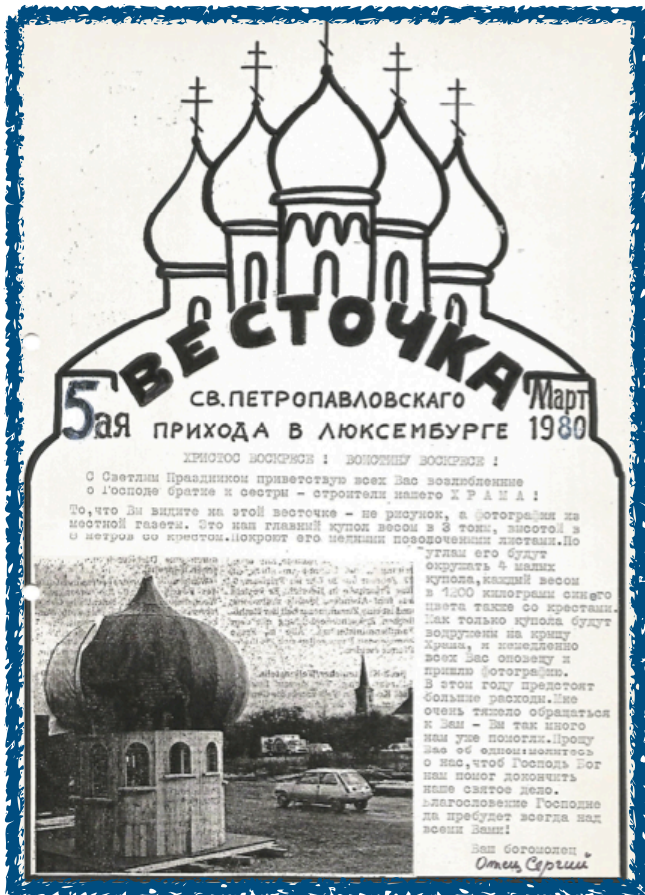 ВЕСТОЧКА
5ая
СВ. ПЕТРОПАВЛОВСКАГО
ПРИХОДА В ЛЮКСЕМБУРГЕ
Март
1980
ХРИСТОС ВОСКРЕСЕ ! ВОИСТИНУ ВОСКРЕСЕ !
С Светлым Праздником приветствую всех Вас возлюбленные
о Господе братие и сестры - строители нашего Х Р А М А !
То,что Вы видите на этой весточке - не рисунок, а фотография из
местной газеты. Это наш главный купол весом в 3 тонн, высотой в
8 метров со крестом.Покроют его медными позолоченными листами.По
углам его будут
окружать 4 малых
купола,каждый весом
в 1200 килограмм синего
цвета также со крестами.
Как только купола будут
водружены на крышу
Храма, я немедленно
всех Вас оповещу и
пришлю фотографию.
В этом году предстоят
большие расходы.Мне
очень тяжело обращаться
к Вам - Вы так много
нам уже помогли.Прошу
Вас об одном:молитесь
о нас,чтоб Господь Бог
нам помог докончить
наше святое дело.
Благословение Господне
да пребудет всегда над
всеми Вами!
Ваш богомолец
Отец Сергий